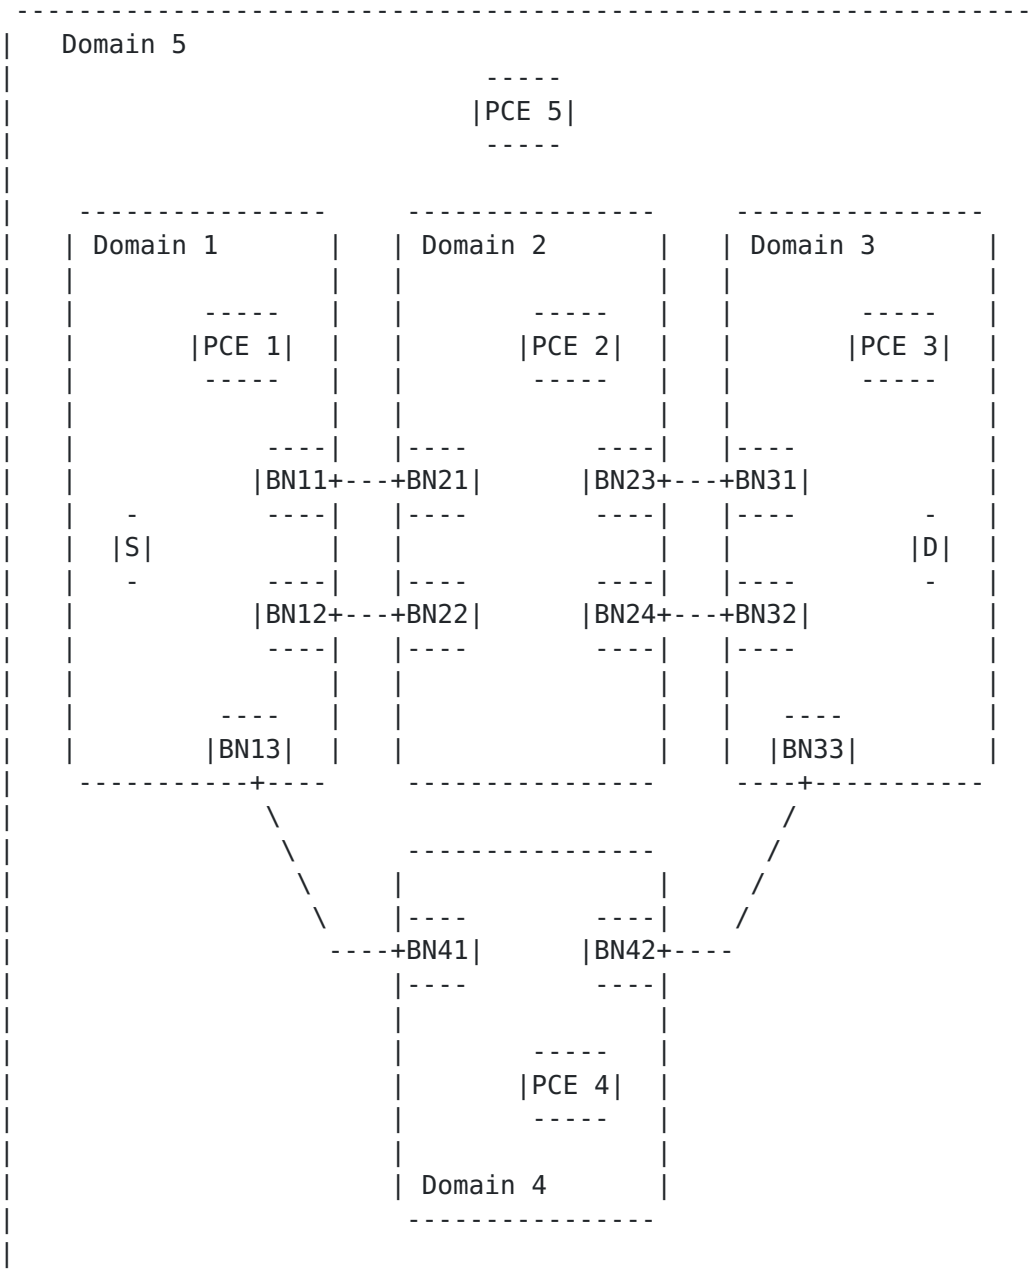 Domain 5
|PCE 5|
Domain 1 Domain 2 Domain 3
|PCE 1| |PCE 2| |PCE 3|
|BN11+---+BN21| |BN23+---+BN31|
|S| |D|
|BN12+---+BN22| |BN24+---+BN32|
|BN13| |BN33|
----+BN41| |BN42+----
|PCE 4|
Domain 4